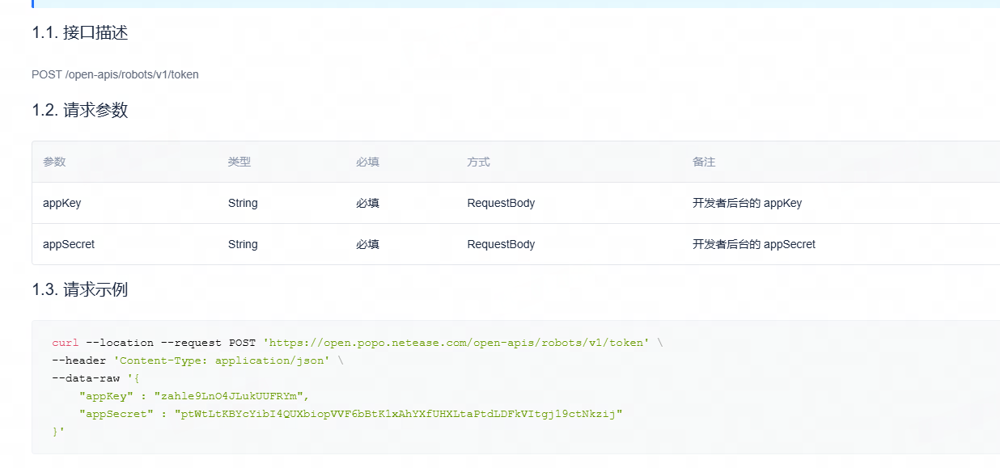 1.1. 接口描述
POST /open-apis/robots/v1/token
1.2. 请求参数
参数 类型 必填 方式 备注
appKey String 必填 RequestBody 开发者后台的 appKey
appSecret String 必填 RequestBody 开发者后台的 appSecret
1.3. 请求示例
curl --location --request POST 'https://open.popo.netease.com/open-apis/robots/v1/token' \
--header 'Content-Type: application/json' \
--data-raw '{
"appKey" : "zahle9LnO4JLukUUFRYm",
"appSecret" : "ptWtLtKBYcYibI4QUXbiopVVF6bBtKlxAhYXfUHXLtaPtdLDFkVItgjl9ctNkzij"
}'